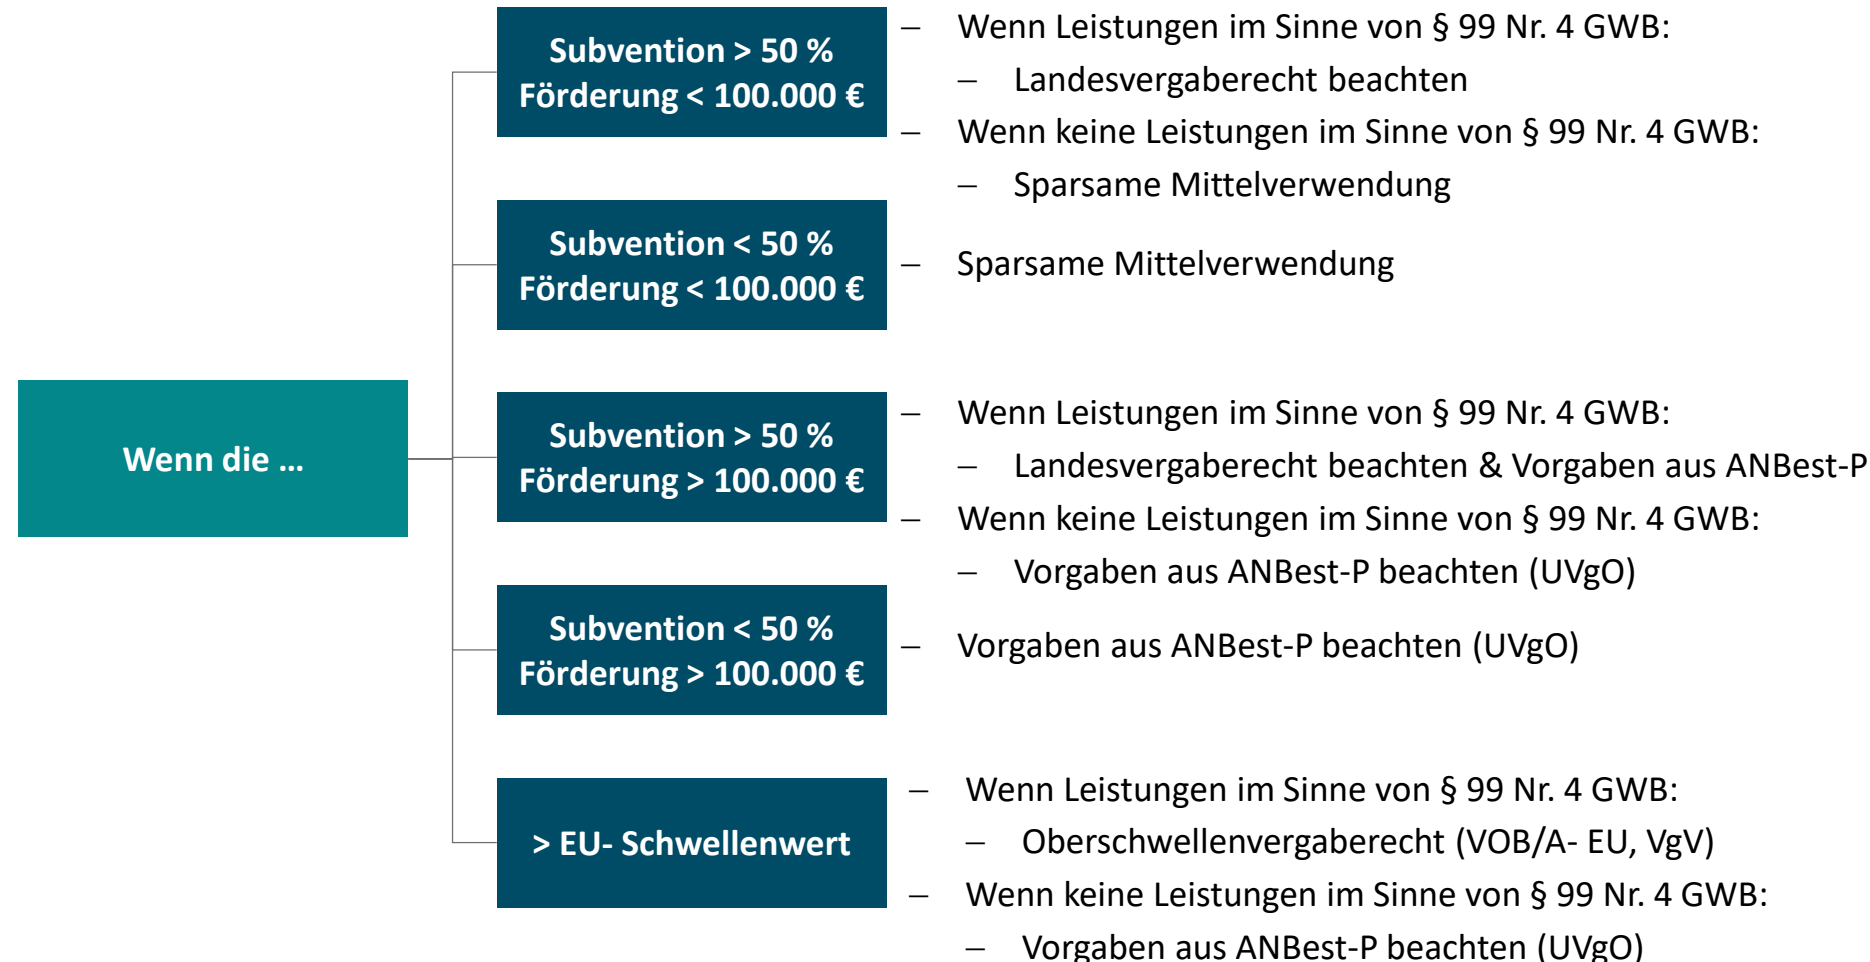 Wenn die ...
Subvention > 50 %
Förderung < 100.000 €
– Wenn Leistungen im Sinne von § 99 Nr. 4 GWB:
– Landesvergaberecht beachten
– Wenn keine Leistungen im Sinne von § 99 Nr. 4 GWB:
– Sparsame Mittelverwendung
Subvention < 50 %
Förderung < 100.000 €
– Sparsame Mittelverwendung
Subvention > 50 %
Förderung > 100.000 €
– Wenn Leistungen im Sinne von § 99 Nr. 4 GWB:
– Landesvergaberecht beachten & Vorgaben aus ANBest-P
– Wenn keine Leistungen im Sinne von § 99 Nr. 4 GWB:
– Vorgaben aus ANBest-P beachten (UVgO)
Subvention < 50 %
Förderung > 100.000 €
– Vorgaben aus ANBest-P beachten (UVgO)
> EU- Schwellenwert
– Wenn Leistungen im Sinne von § 99 Nr. 4 GWB:
– Oberschwellenvergaberecht (VOB/A- EU, VgV)
– Wenn keine Leistungen im Sinne von § 99 Nr. 4 GWB:
– Vorgaben aus ANBest-P beachten (UVgO)